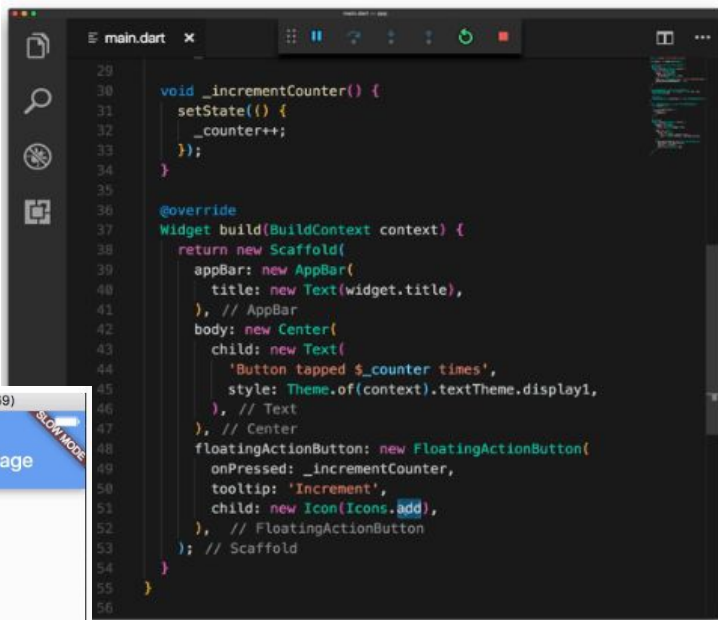 main.dart — app
main.dart ×
29
30 void _incrementCounter() {
31 setState(() {
32 _counter++;
33 });
34 }
35
36 @override
37 Widget build(BuildContext context) {
38 return new Scaffold(
39 appBar: new AppBar(
40 title: new Text(widget.title),
41 ), // AppBar
42 body: new Center(
43 child: new Text(
44 'Button tapped $_counter times',
45 style: Theme.of(context).textTheme.display1,
46 ), // Text
47 ), // Center
48 floatingActionButton: new FloatingActionButton(
49 onPressed: _incrementCounter,
50 tooltip: 'Increment',
51 child: new Icon(Icons.add),
52 ), // FloatingActionButton
53 ); // Scaffold
54 }
55 }
56
69)
SLOW MODE
age